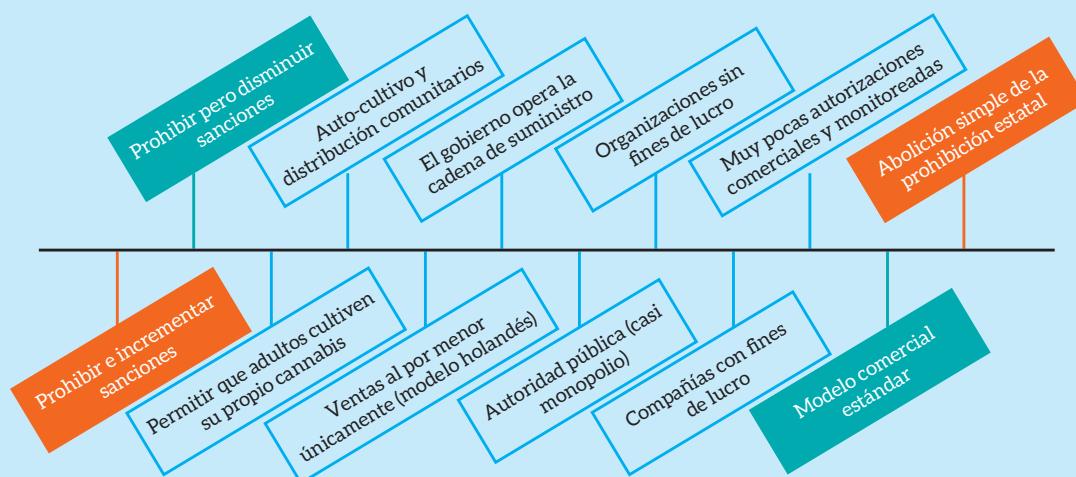 Prohibir pero disminuir
sanciones
Auto-cultivo y
distribución comunitarios
El gobierno opera la
cadena de suministro
Organizaciones sin
fines de lucro
Muy pocas autorizaciones
comerciales y monitoreadas
Abolición simple de la
prohibición estatal
Prohibir e incrementar
sanciones
Permitir que adultos cultiven
su propio cannabis
Ventas al por menor
únicamente (modelo holandés)
Autoridad pública (casi
monopolio)
Compañías con fines
de lucro
Modelo comercial
estándar